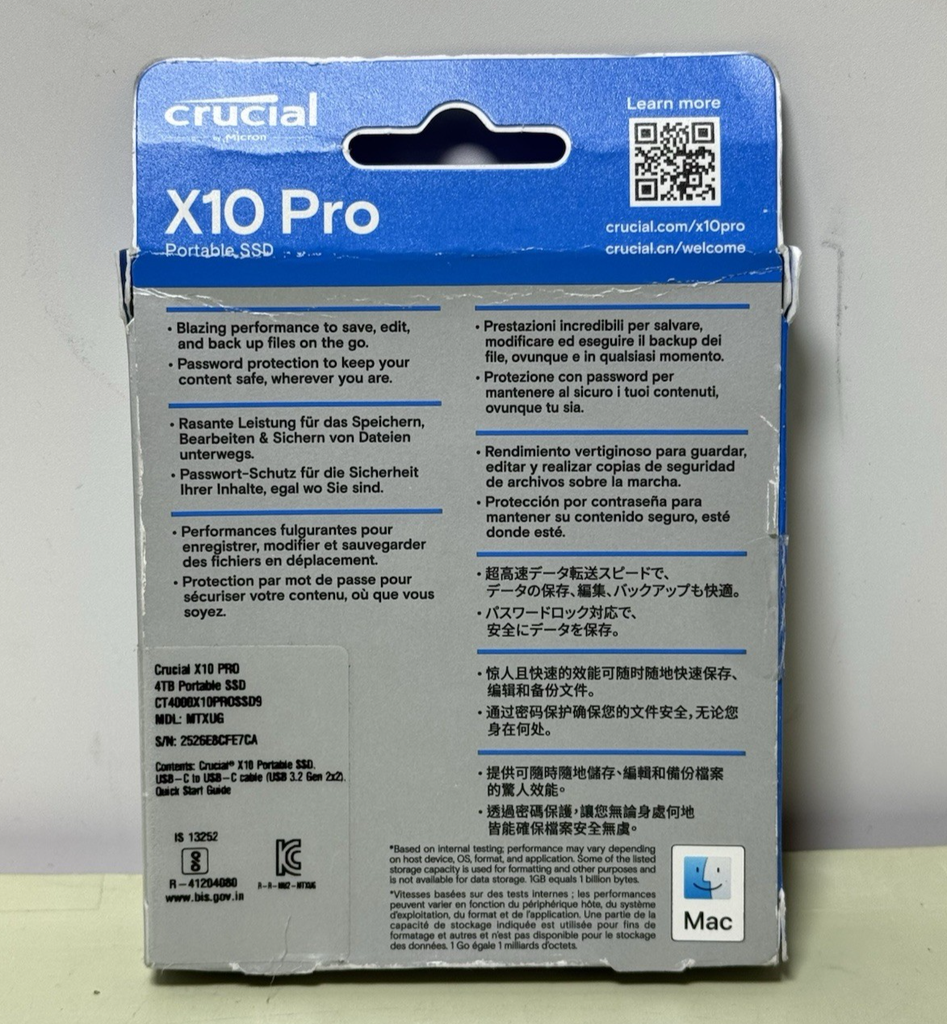 crucial
by Micron
X10 Pro
Portable SSD
Learn more
crucial.com/x10pro
crucial.cn/welcome
• Blazing performance to save, edit,
and back up files on the go.
• Password protection to keep your
content safe, wherever you are.
• Rasante Leistung für das Speichern,
Bearbeiten & Sichern von Dateien
unterwegs.
• Passwort-Schutz für die Sicherheit
Ihrer Inhalte, egal wo Sie sind.
• Performances fulgurantes pour
enregistrer, modifier et sauvegarder
des fichiers en déplacement.
• Protection par mot de passe pour
sécuriser votre contenu, où que vous
soyez.
• Prestazioni incredibili per salvare,
modificare ed eseguire il backup dei
file, ovunque e in qualsiasi momento.
• Protezione con password per
mantenere al sicuro i tuoi contenuti,
ovunque tu sia.
• Rendimiento vertiginoso para guardar,
editar y realizar copias de seguridad
de archivos sobre la marcha.
• Protección por contraseña para
mantener su contenido seguro, esté
donde esté.
• 超高速データ転送スピードで、
データの保存、編集、バックアップも快適。
• パスワードロック対応で、
安全にデータを保存。
• 惊人且快速的效能可随时随地快速保存、
编辑和备份文件。
• 通过密码保护确保您的文件安全,无论您
身在何处。
• 提供可隨時隨地儲存、編輯和備份檔案
的驚人效能。
• 透過密碼保護,讓您無論身處何地
皆能確保檔案安全無虞。
Crucial X10 PRO
4TB Portable SSD
CT4000X10PROSSD9
MDL: MTXUG
S/N: 2526E8CFE7CA
Contents: Crucial® X10 Portable SSD.
USB-C to USB-C cable (USB 3.2 Gen 2x2).
Quick Start Guide
IS 13252
R-41204080
www.bis.gov.in
R-R-MU2-MTXUG
*Based on internal testing; performance may vary depending
on host device, OS, format, and application. Some of the listed
storage capacity is used for formatting and other purposes and
is not available for data storage. 1GB equals 1 billion bytes.
*Vitesses basées sur des tests internes ; les performances
peuvent varier en fonction du périphérique hôte, du système
d'exploitation, du format et de l'application. Une partie de la
capacité de stockage indiquée est utilisée pour fins de
formatage et autres et n'est pas disponible pour le stockage
des données. 1 Go égale 1 milliards d'octets.
Mac